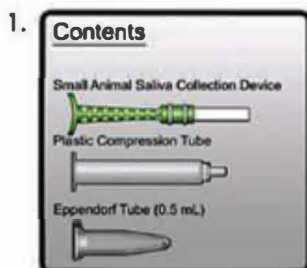 1.
Contents
Small Animal Saliva Collection Device
Plastic Compression Tube
Eppendorf Tube (0.5 mL)